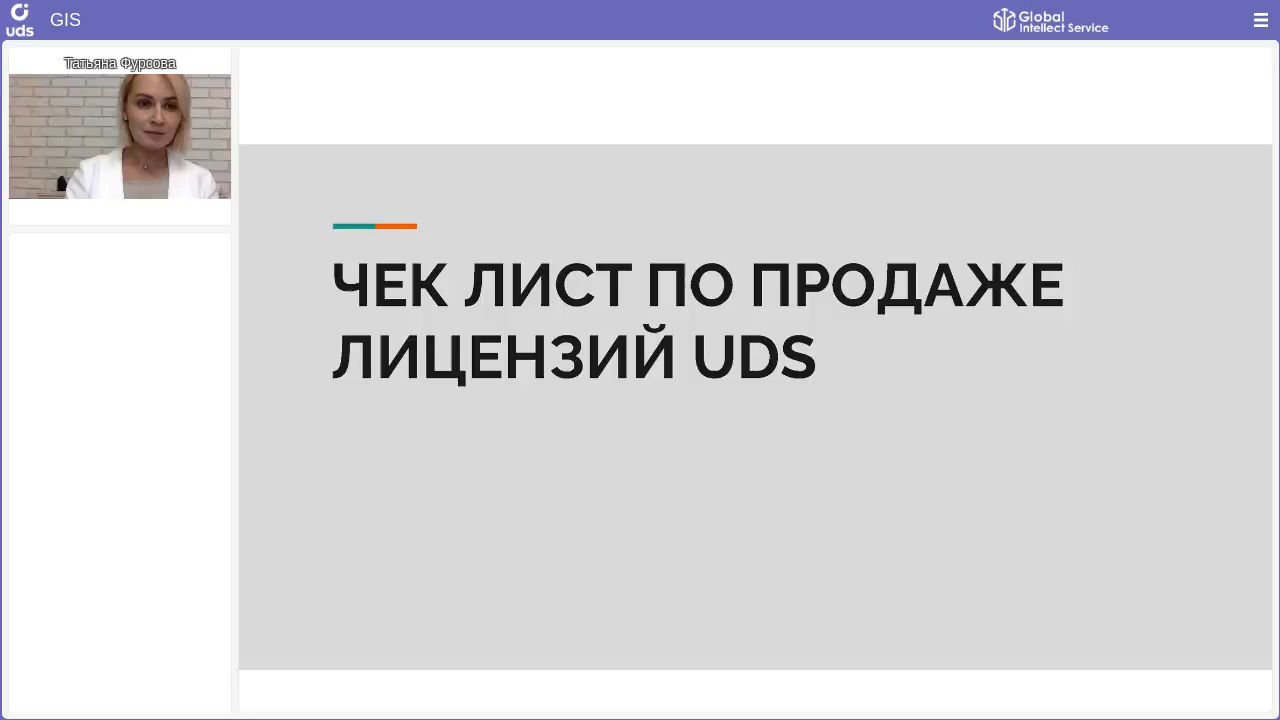 uds
GIS
Global
Intellect Service
Татьяна Фурсова
ЧЕК ЛИСТ ПО ПРОДАЖЕ
ЛИЦЕНЗИЙ UDS